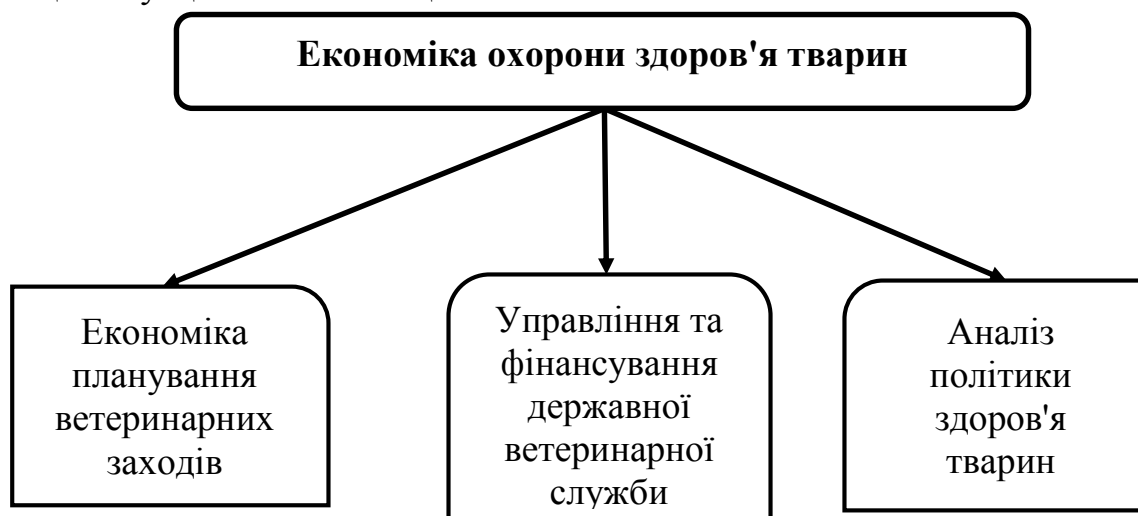 Економіка охорони здоров'я тварин
Економіка
планування
ветеринарних
заходів
Управління та
фінансування
державної
ветеринарної
служби
Аналіз
політики
здоров'я
тварин